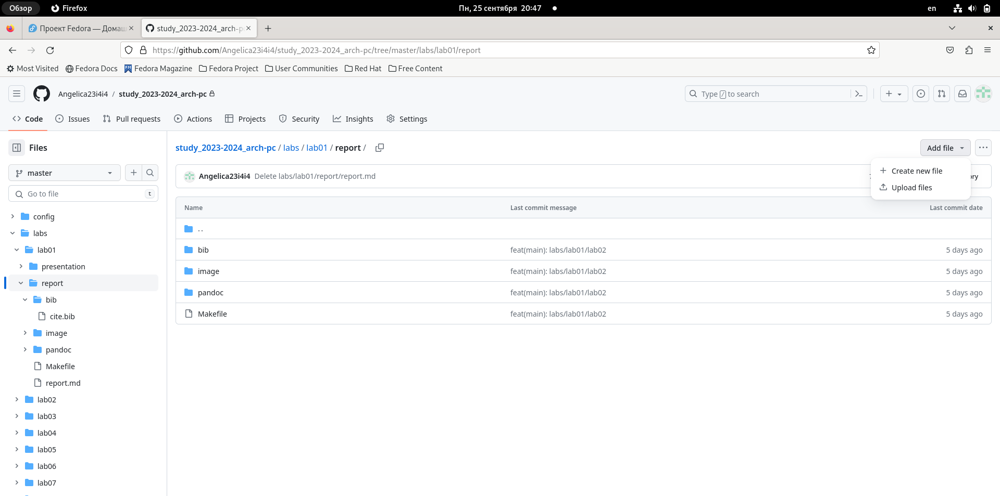 Обзор Firefox Пн, 25 сентября 20:47 en
Проект Fedora — Домаш study_2023-2024_arch-p
https://github.com/Angelica23i4i4/study_2023-2024_arch-pc/tree/master/labs/lab01/report
Most Visited Fedora Docs Fedora Magazine Fedora Project User Communities Red Hat Free Content
Angelica23i4i4 / study_2023-2024_arch-pc Type / to search
Code Issues Pull requests Actions Projects Security Insights Settings
Files
master
Go to file t
config
labs
lab01
presentation
report
bib
cite.bib
image
pandoc
Makefile
report.md
lab02
lab03
lab04
lab05
lab06
lab07
study_2023-2024_arch-pc / labs / lab01 / report / Add file
Create new file
Upload files
Angelica23i4i4 Delete labs/lab01/report/report.md ory
Name Last commit message Last commit date
..
bib feat(main): labs/lab01/lab02 5 days ago
image feat(main): labs/lab01/lab02 5 days ago
pandoc feat(main): labs/lab01/lab02 5 days ago
Makefile feat(main): labs/lab01/lab02 5 days ago